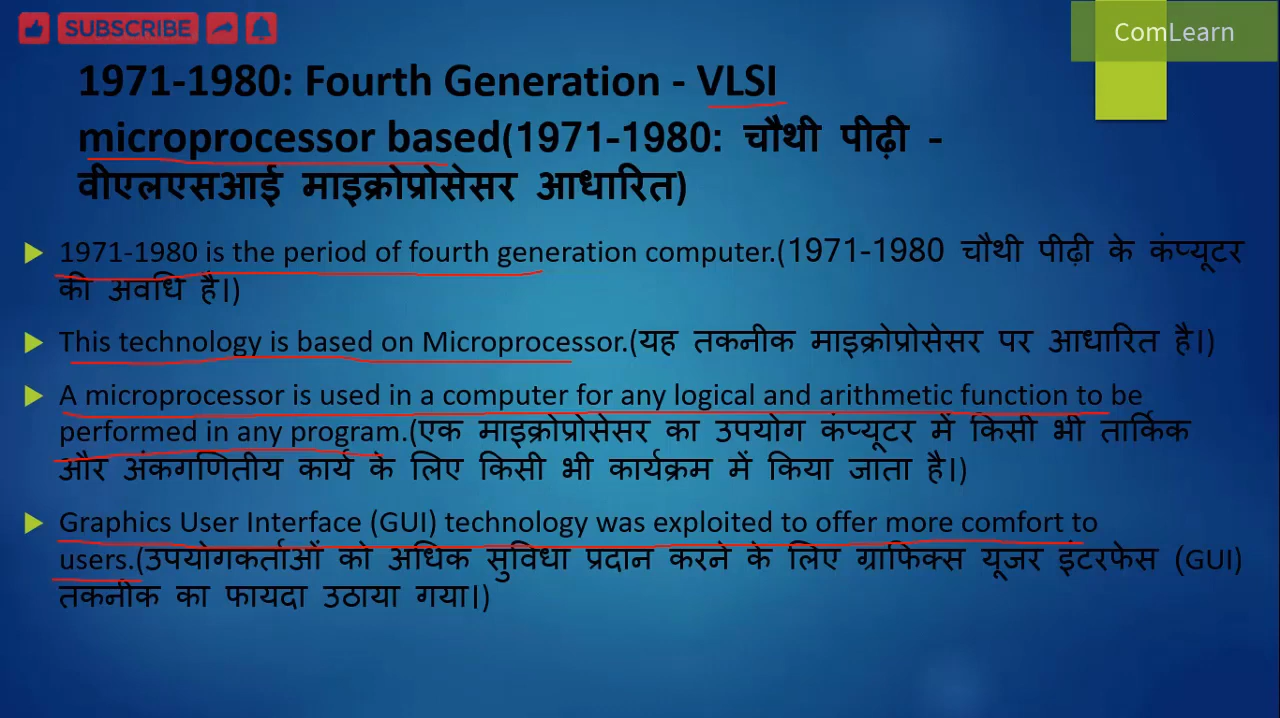 SUBSCRIBE
ComLearn
1971-1980: Fourth Generation - VLSI
microprocessor based(1971-1980: चौथी पीढ़ी -
वीएलएसआई माइक्रोप्रोसेसर आधारित)
1971-1980 is the period of fourth generation computer.(1971-1980 चौथी पीढ़ी के कंप्यूटर
की अवधि है।)
This technology is based on Microprocessor.(यह तकनीक माइक्रोप्रोसेसर पर आधारित है।)
A microprocessor is used in a computer for any logical and arithmetic function to be
performed in any program.(एक माइक्रोप्रोसेसर का उपयोग कंप्यूटर में किसी भी तार्किक
और अंकगणितीय कार्य के लिए किसी भी कार्यक्रम में किया जाता है।)
Graphics User Interface (GUI) technology was exploited to offer more comfort to
users.(उपयोगकर्ताओं को अधिक सुविधा प्रदान करने के लिए ग्राफिक्स यूजर इंटरफेस (GUI)
तकनीक का फायदा उठाया गया।)